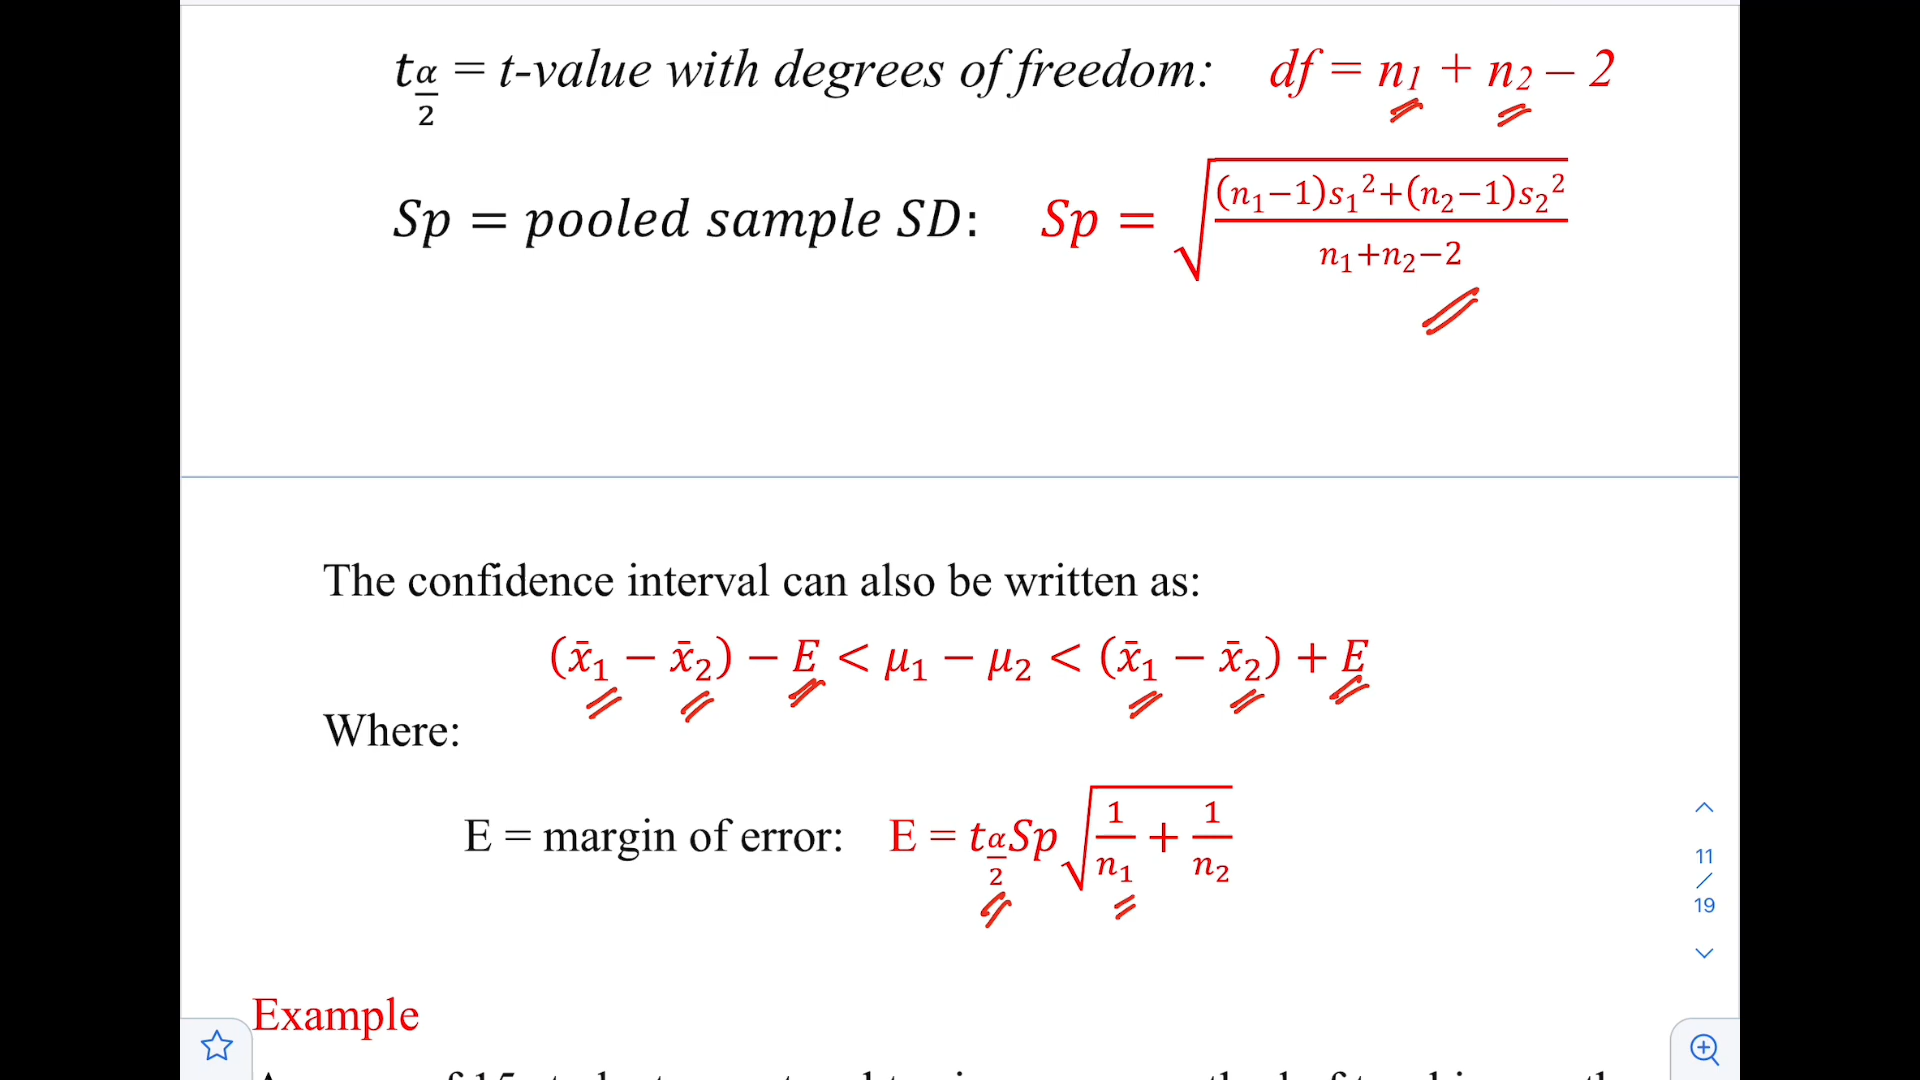 t_{α/2} = t-value with degrees of freedom: df = n₁ + n₂ – 2
Sp = pooled sample SD: Sp = √(((n₁−1)s₁²+(n₂−1)s₂²)/(n₁+n₂−2))
The confidence interval can also be written as:
(x̄₁ − x̄₂) − E < μ₁ − μ₂ < (x̄₁ − x̄₂) + E
Where:
E = margin of error: E = t_{α/2}Sp√(1/n₁ + 1/n₂)
11
/
19
Example